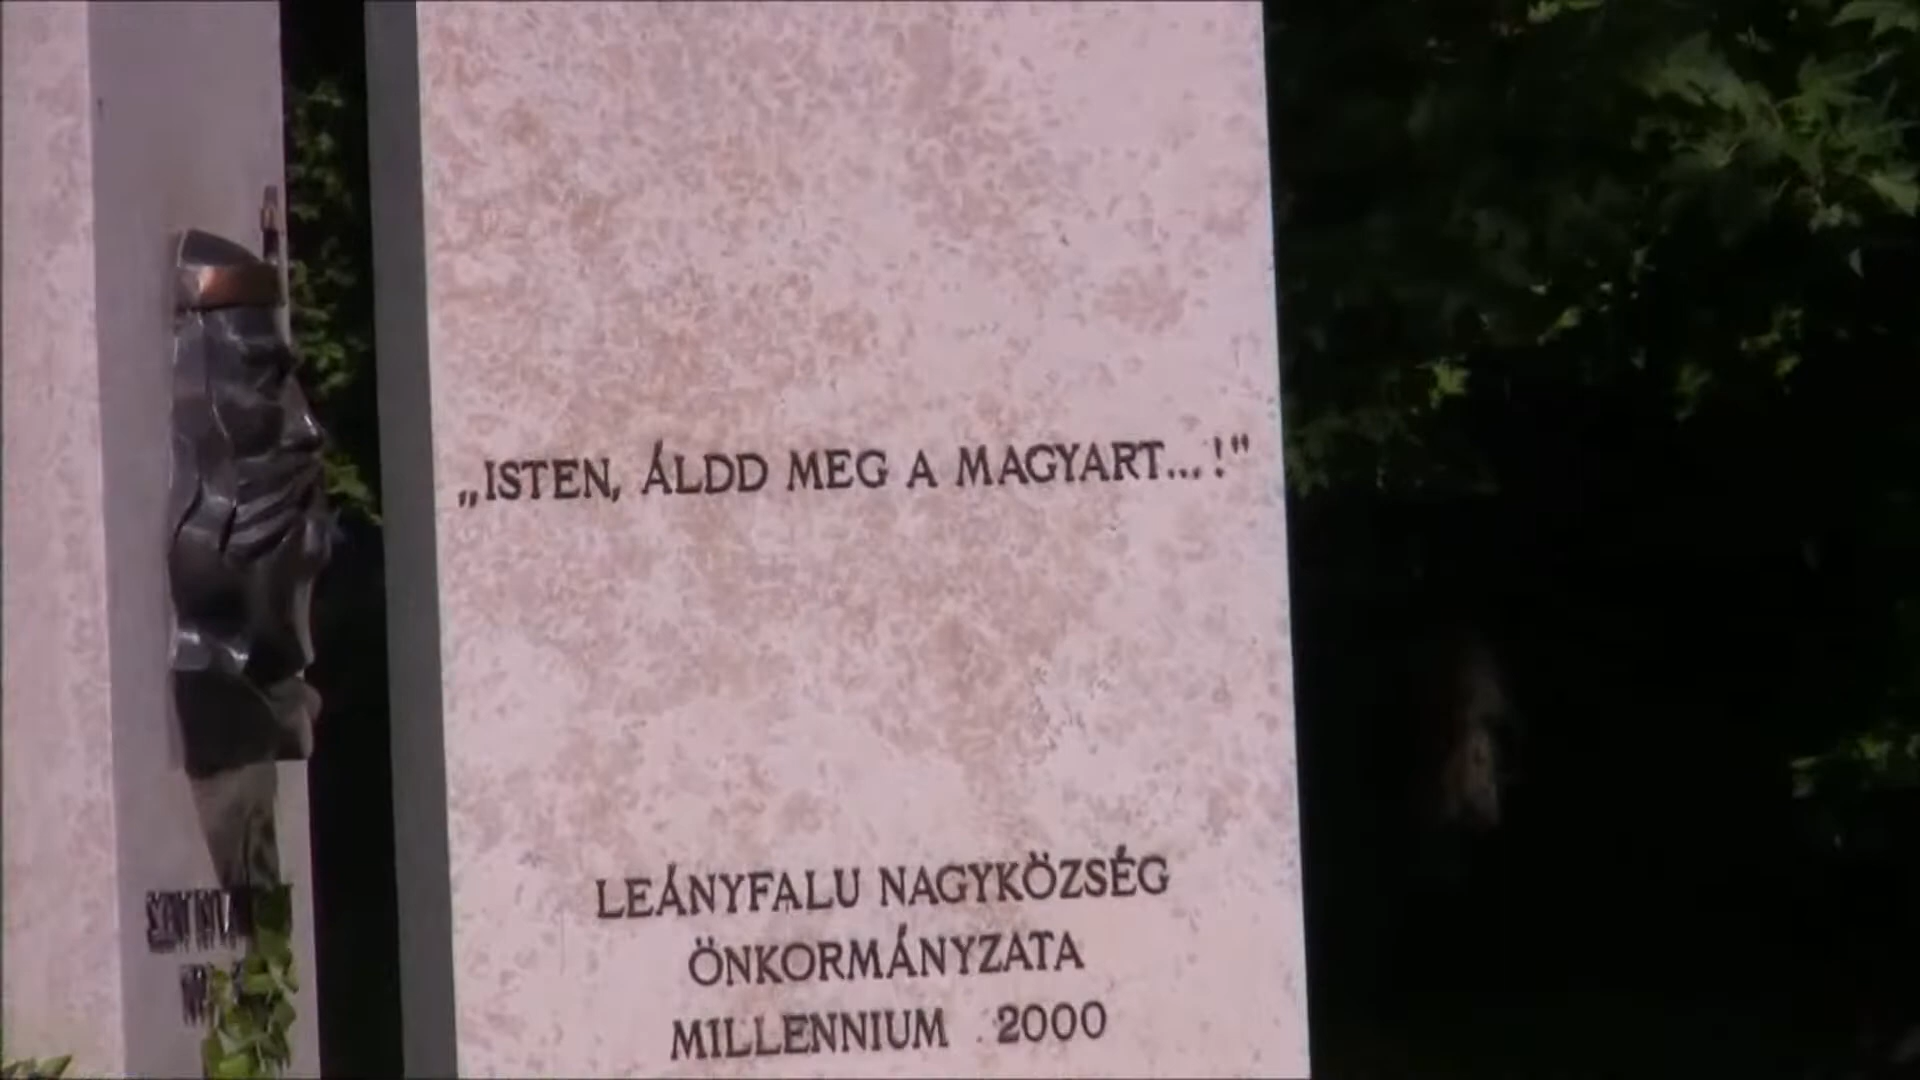 „ISTEN, ÁLDD MEG A MAGYART...!"
LEÁNYFALU NAGYKÖZSÉG
ÖNKORMÁNYZATA
MILLENNIUM 2000